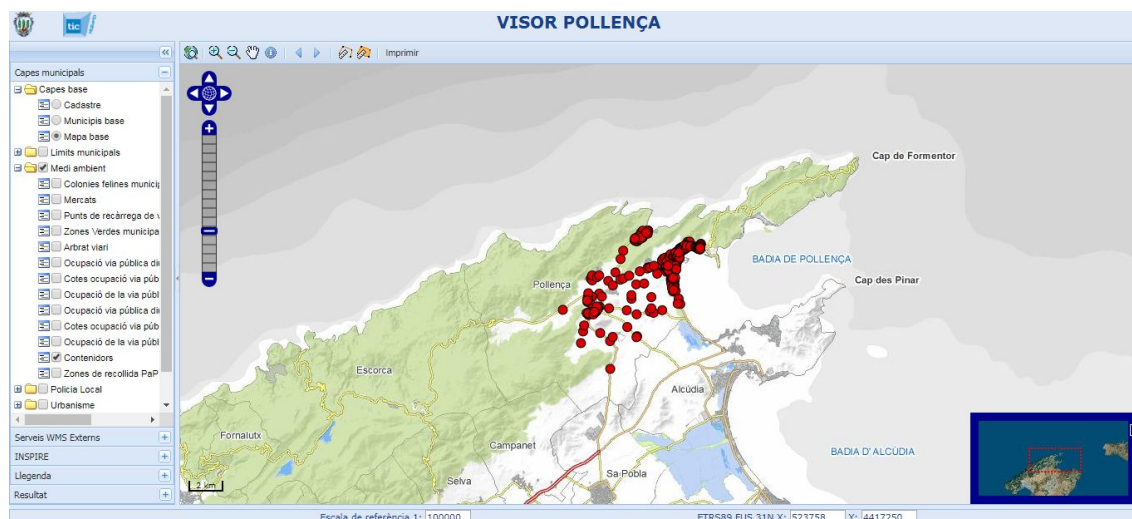 tic
VISOR POLLENÇA
Imprimir
Capes municipals
Capes base
Cadastre
Municipis base
Mapa base
Limits municipals
Medi ambient
Colonies felines municip
Mercats
Punts de recàrrega de v
Zones Verdes municipa
Arbrat viari
Ocupació via pública di
Cotes ocupació via púb
Ocupació de la via públ
Ocupació via pública di
Cotes ocupació via púb
Ocupació de la via públ
Contenidors
Zones de recollida PaP
Policia Local
Urbanisme
Serveis WMS Externs
INSPIRE
Llegenda
Resultat
Cap de Formentor
BADIA DE POLLENÇA
Cap des Pinar
Pollença
Escorca
Alcúdia
Fornalutx
Campanet
BADIA D'ALCÚDIA
Selva
Sa Pobla
2 km
Escala de referència 1: 100000
ETRS89 FUS 31N X: 523758 Y: 4417250